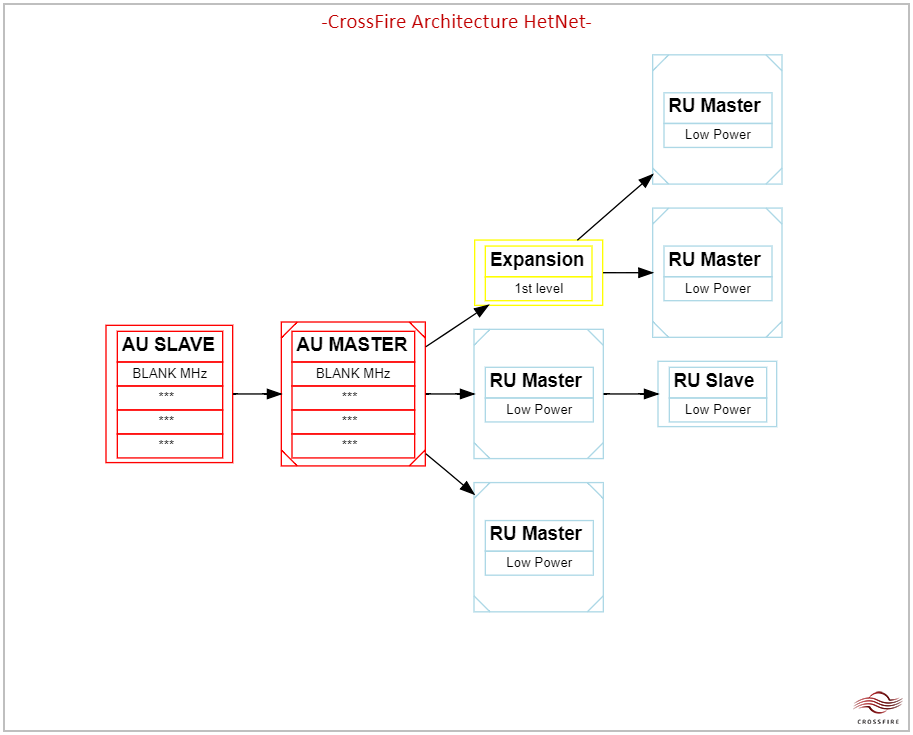 -CrossFire Architecture HetNet-
RU Master
Low Power
Expansion
1st level
RU Master
Low Power
AU SLAVE
BLANK MHz
***
***
***
AU MASTER
BLANK MHz
***
***
***
RU Master
Low Power
RU Slave
Low Power
RU Master
Low Power
CROSSFIRE